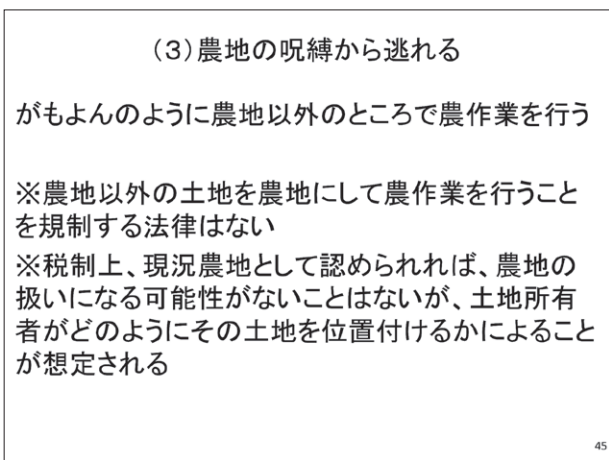 （３）農地の呪縛から逃れる
がもよんのように農地以外のところで農作業を行う
※農地以外の土地を農地にして農作業を行うこと
を規制する法律はない
※税制上、現況農地として認められれば、農地の
扱いになる可能性がないことはないが、土地所有
者がどのようにその土地を位置付けるかによること
が想定される
45